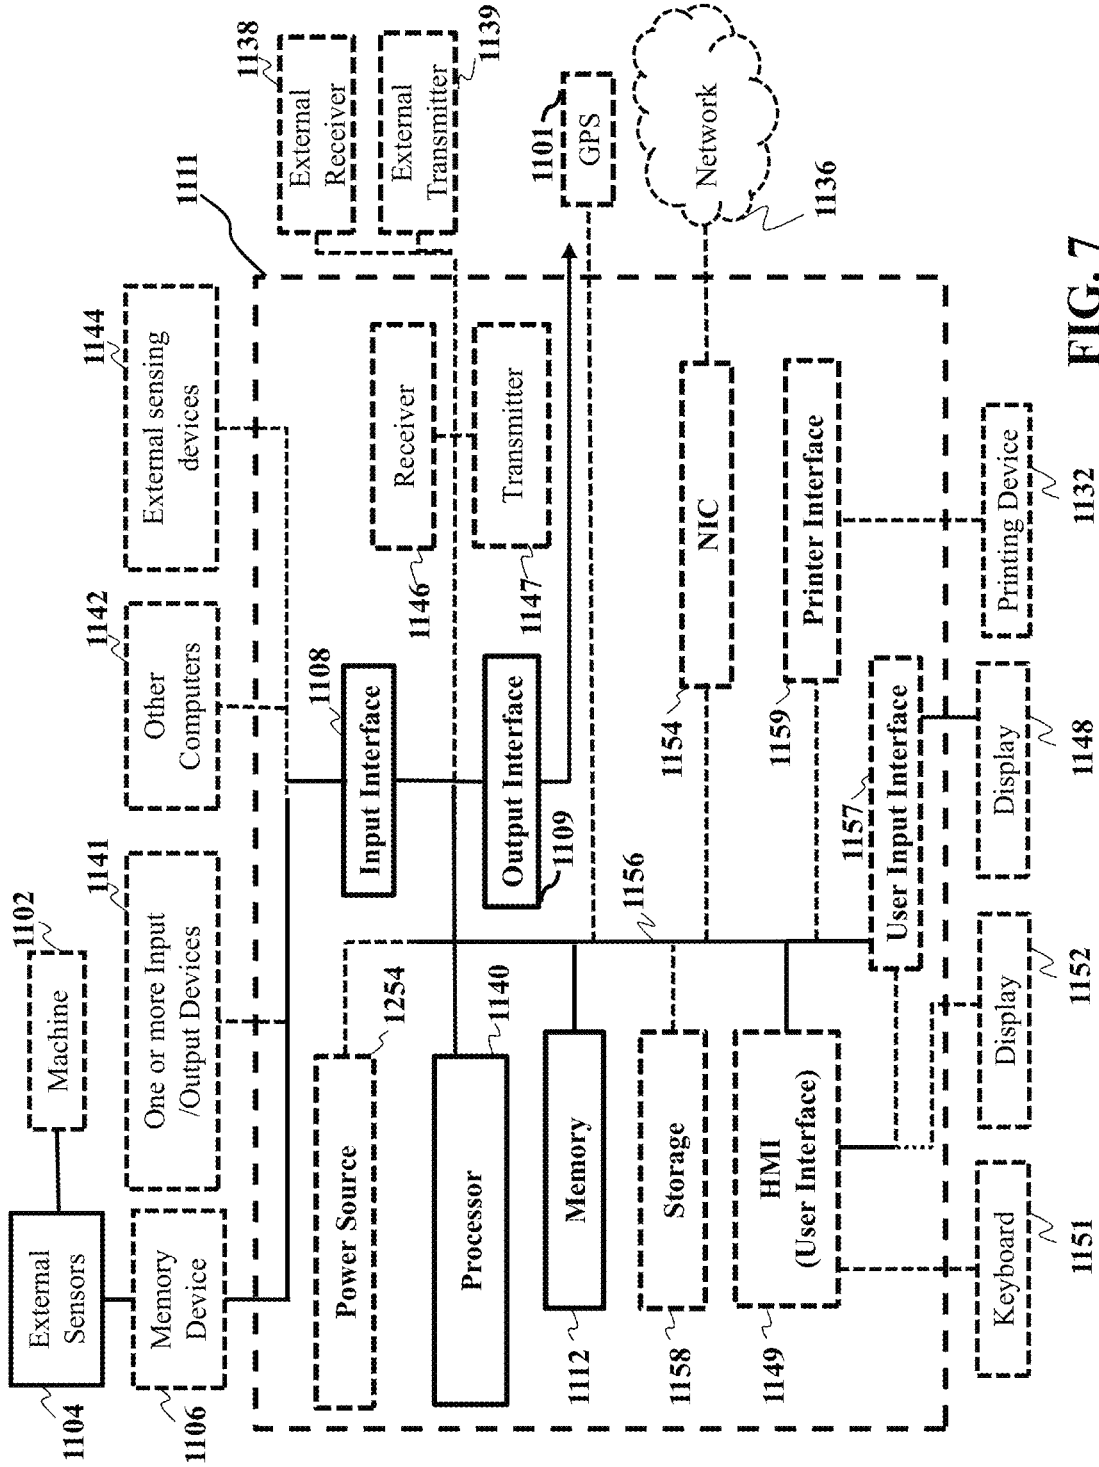 1104
External
Sensors
1102
Machine
1106
Memory
Device
1141
One or more Input
/Output Devices
1142
Other
Computers
1144
External sensing
devices
1111
1138
External
Receiver
1139
External
Transmitter
1101
GPS
Network
1136
Power Source
1254
Processor
1140
1112
Memory
1158
Storage
1149
HMI
(User Interface)
1108
Input Interface
Output Interface
1109
1146
Receiver
1147
Transmitter
1156
1154
NIC
1159
Printer Interface
1157
User Input Interface
Keyboard
1151
Display
1152
Display
1148
Printing Device
1132
FIG. 7